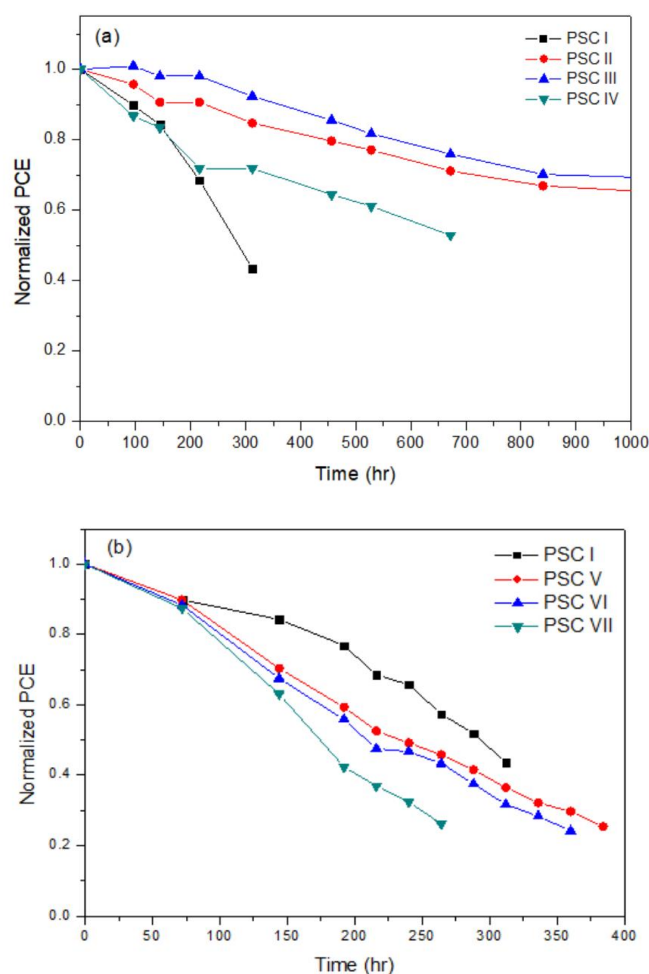 (a)
PSC I
PSC II
PSC III
PSC IV
Normalized PCE
1.0
0.8
0.6
0.4
0.2
0.0
0 100 200 300 400 500 600 700 800 900 1000
Time (hr)
(b)
PSC I
PSC V
PSC VI
PSC VII
Normalized PCE
1.0
0.8
0.6
0.4
0.2
0.0
0 50 100 150 200 250 300 350 400
Time (hr)